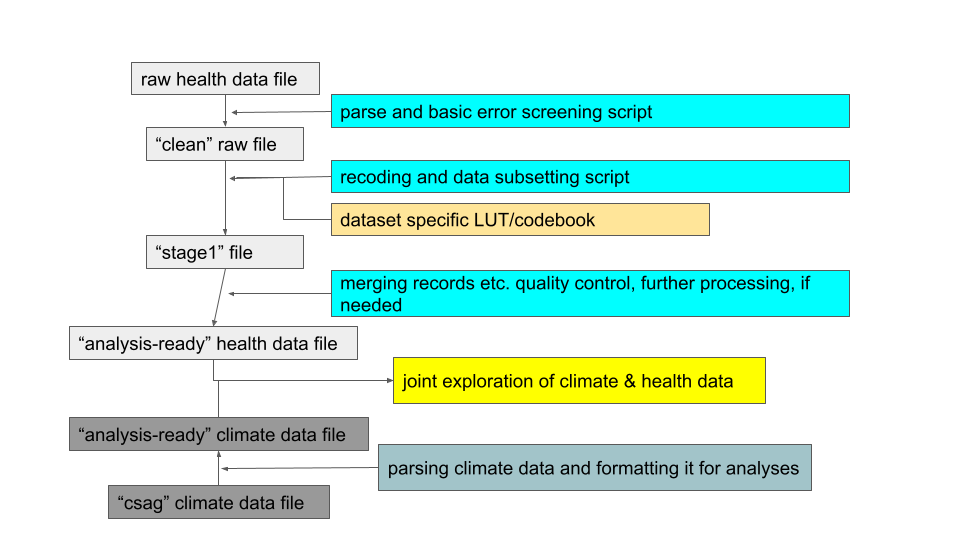 raw health data file
parse and basic error screening script
“clean” raw file
recoding and data subsetting script
dataset specific LUT/codebook
“stage1” file
merging records etc. quality control, further processing, if
needed
“analysis-ready” health data file
joint exploration of climate & health data
“analysis-ready” climate data file
parsing climate data and formatting it for analyses
“csag” climate data file